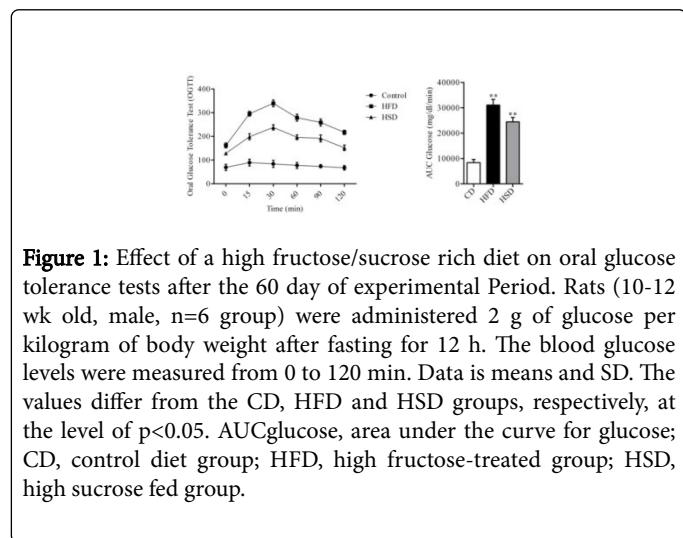 400
300
200
100
0
Oral Glucose Tolerance Test (OGTT)
0 15 30 60 90 120
Time (min)
Control
HFD
HSD
40000
30000
20000
10000
0
AUC Glucose (mg/dl/min)
**
**
CD HFD HSD
Figure 1: Effect of a high fructose/sucrose rich diet on oral glucose
tolerance tests after the 60 day of experimental Period. Rats (10-12
wk old, male, n=6 group) were administered 2 g of glucose per
kilogram of body weight after fasting for 12 h. The blood glucose
levels were measured from 0 to 120 min. Data is means and SD. The
values differ from the CD, HFD and HSD groups, respectively, at
the level of p<0.05. AUCglucose, area under the curve for glucose;
CD, control diet group; HFD, high fructose-treated group; HSD,
high sucrose fed group.